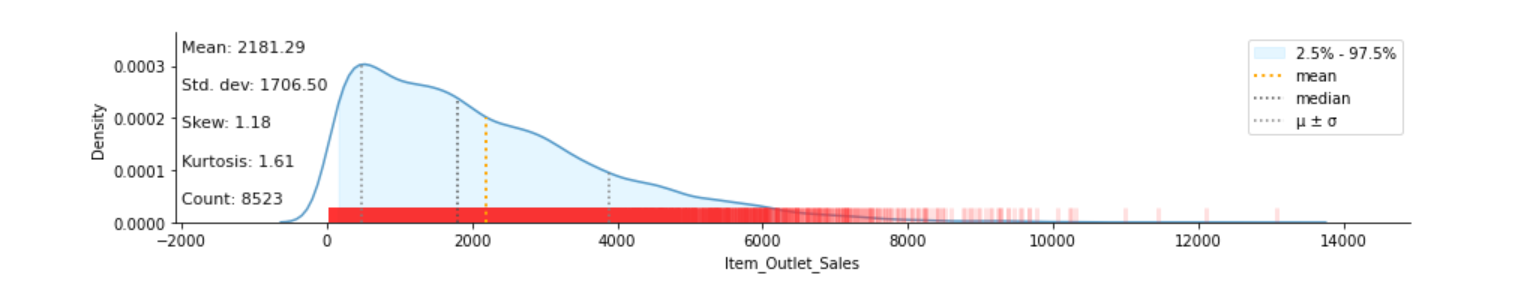 Mean: 2181.29
Std. dev: 1706.50
Skew: 1.18
Kurtosis: 1.61
Count: 8523
2.5% - 97.5%
mean
median
μ ± σ
Density
0.0003
0.0002
0.0001
0.0000
−2000 0 2000 4000 6000 8000 10000 12000 14000
Item_Outlet_Sales